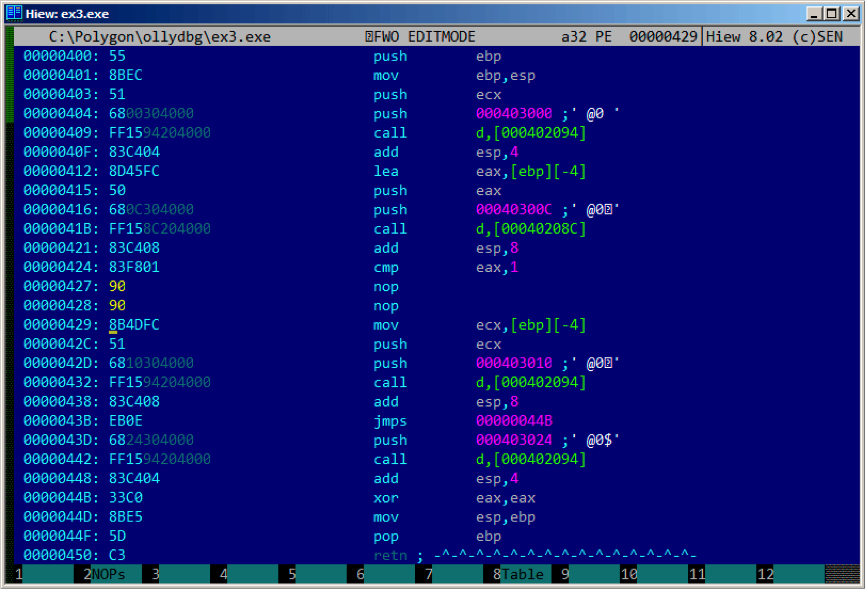 Hiew: ex3.exe
C:\Polygon\ollydbg\ex3.exe FWO EDITMODE a32 PE 00000429 Hiew 8.02 (c)SEN
00000400: 55 push ebp
00000401: 8BEC mov ebp,esp
00000403: 51 push ecx
00000404: 6800304000 push 000403000 ;' @0 '
00000409: FF1594204000 call d,[000402094]
0000040F: 83C404 add esp,4
00000412: 8D45FC lea eax,[ebp][-4]
00000415: 50 push eax
00000416: 680C304000 push 00040300C ;' @0'
0000041B: FF158C204000 call d,[00040208C]
00000421: 83C408 add esp,8
00000424: 83F801 cmp eax,1
00000427: 90 nop
00000428: 90 nop
00000429: 8B4DFC mov ecx,[ebp][-4]
0000042C: 51 push ecx
0000042D: 6810304000 push 000403010 ;' @0'
00000432: FF1594204000 call d,[000402094]
00000438: 83C408 add esp,8
0000043B: EB0E jmps 00000044B
0000043D: 6824304000 push 000403024 ;' @0$'
00000442: FF1594204000 call d,[000402094]
00000448: 83C404 add esp,4
0000044B: 33C0 xor eax,eax
0000044D: 8BE5 mov esp,ebp
0000044F: 5D pop ebp
00000450: C3 retn ; -^-^-^-^-^-^-^-^-^-^-^-^-^-^-^-
1 2NOPs 3 4 5 6 7 8Table 9 10 11 12